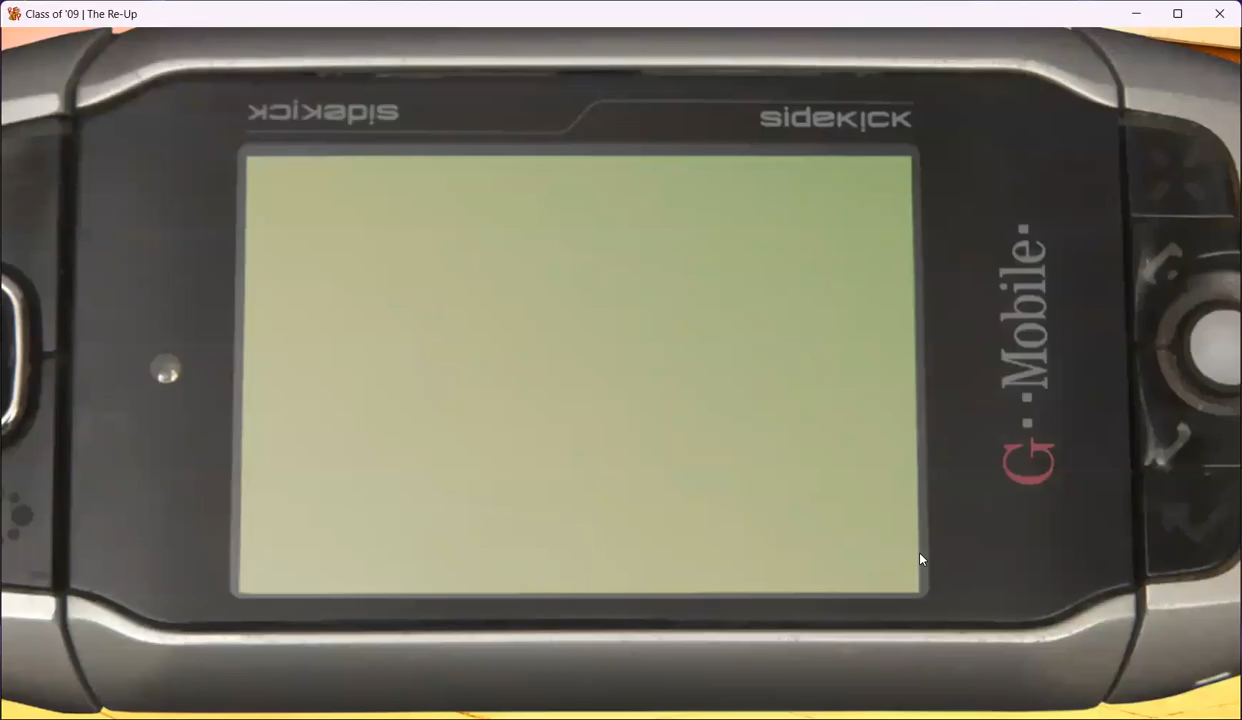 Class of '09 | The Re-Up
sidekick
sidekick
G··Mobile·